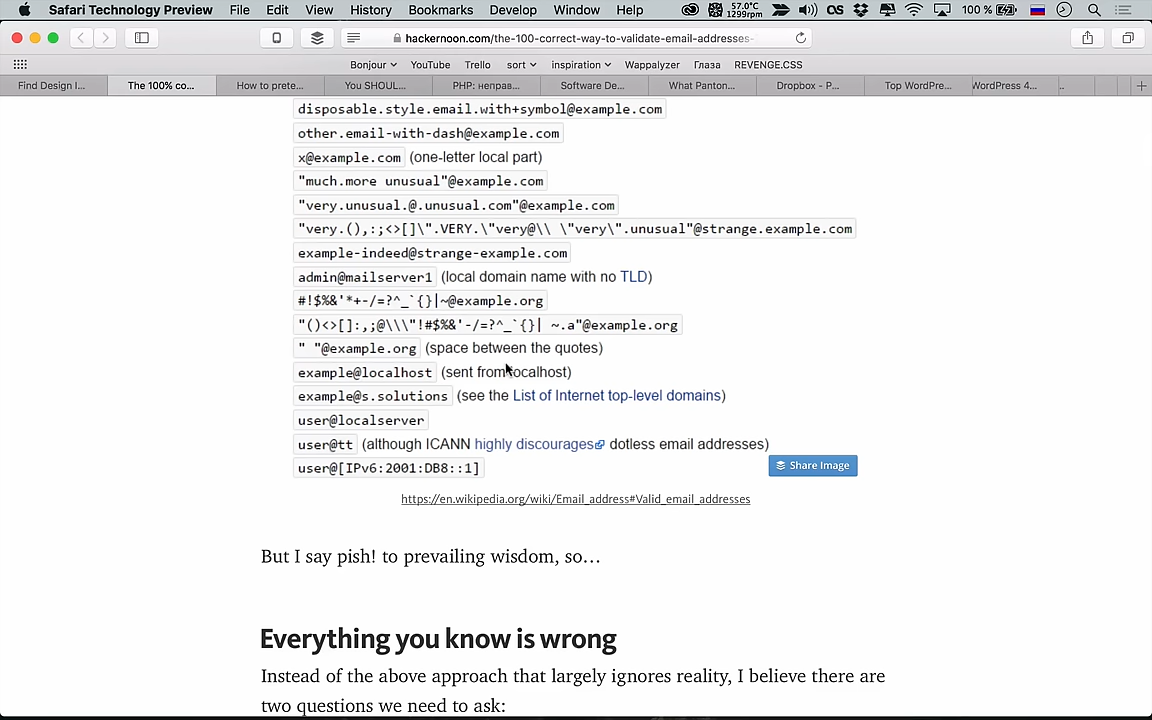 Safari Technology Preview File Edit View History Bookmarks Develop Window Help 57.0°C 1299rpm 100 %
hackernoon.com/the-100-correct-way-to-validate-email-addresses-
Bonjour YouTube Trello sort inspiration Wappalyzer Глаза REVENGE.CSS
Find Design I... The 100% co... How to prete... You SHOUL... PHP: неправ... Software De... What Panton... Dropbox - P... Top WordPre... WordPress 4...
disposable.style.email.with+symbol@example.com
other.email-with-dash@example.com
x@example.com (one-letter local part)
"much.more unusual"@example.com
"very.unusual.@.unusual.com"@example.com
"very.(),:;<>[]\".VERY.\"very@\\ \"very\".unusual"@strange.example.com
example-indeed@strange-example.com
admin@mailserver1 (local domain name with no TLD)
#!$%&'*+-/=?^_`{}|~@example.org
"()<>[]:,;@\\\"!#$%&'-/=?^_`{}| ~.a"@example.org
" "@example.org (space between the quotes)
example@localhost (sent from localhost)
example@s.solutions (see the List of Internet top-level domains)
user@localserver
user@tt (although ICANN highly discourages dotless email addresses)
user@[IPv6:2001:DB8::1]
Share Image
https://en.wikipedia.org/wiki/Email_address#Valid_email_addresses
But I say pish! to prevailing wisdom, so…
Everything you know is wrong
Instead of the above approach that largely ignores reality, I believe there are
two questions we need to ask: